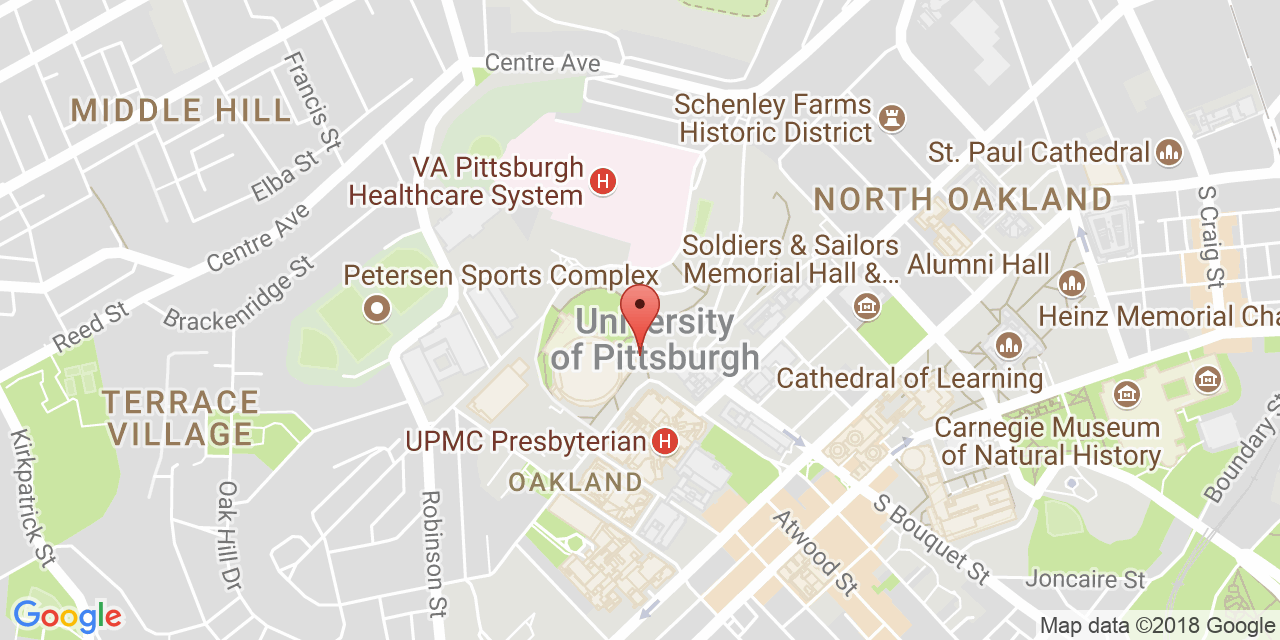 Centre Ave
Francis St
MIDDLE HILL
Schenley Farms
Historic District
St. Paul Cathedral
Elba St
VA Pittsburgh
Healthcare System
NORTH OAKLAND
S Craig St
Centre Ave
Soldiers & Sailors
Memorial Hall &...
Alumni Hall
Petersen Sports Complex
Brackenridge St
Reed St
University
of Pittsburgh
Heinz Memorial Cha
Cathedral of Learning
TERRACE
VILLAGE
Carnegie Museum
of Natural History
UPMC Presbyterian
OAKLAND
Boundary St
Kirkpatrick St
Oak Hill Dr
Robinson St
Atwood St
S Bouquet St
Joncaire St
Google
Map data ©2018 Google